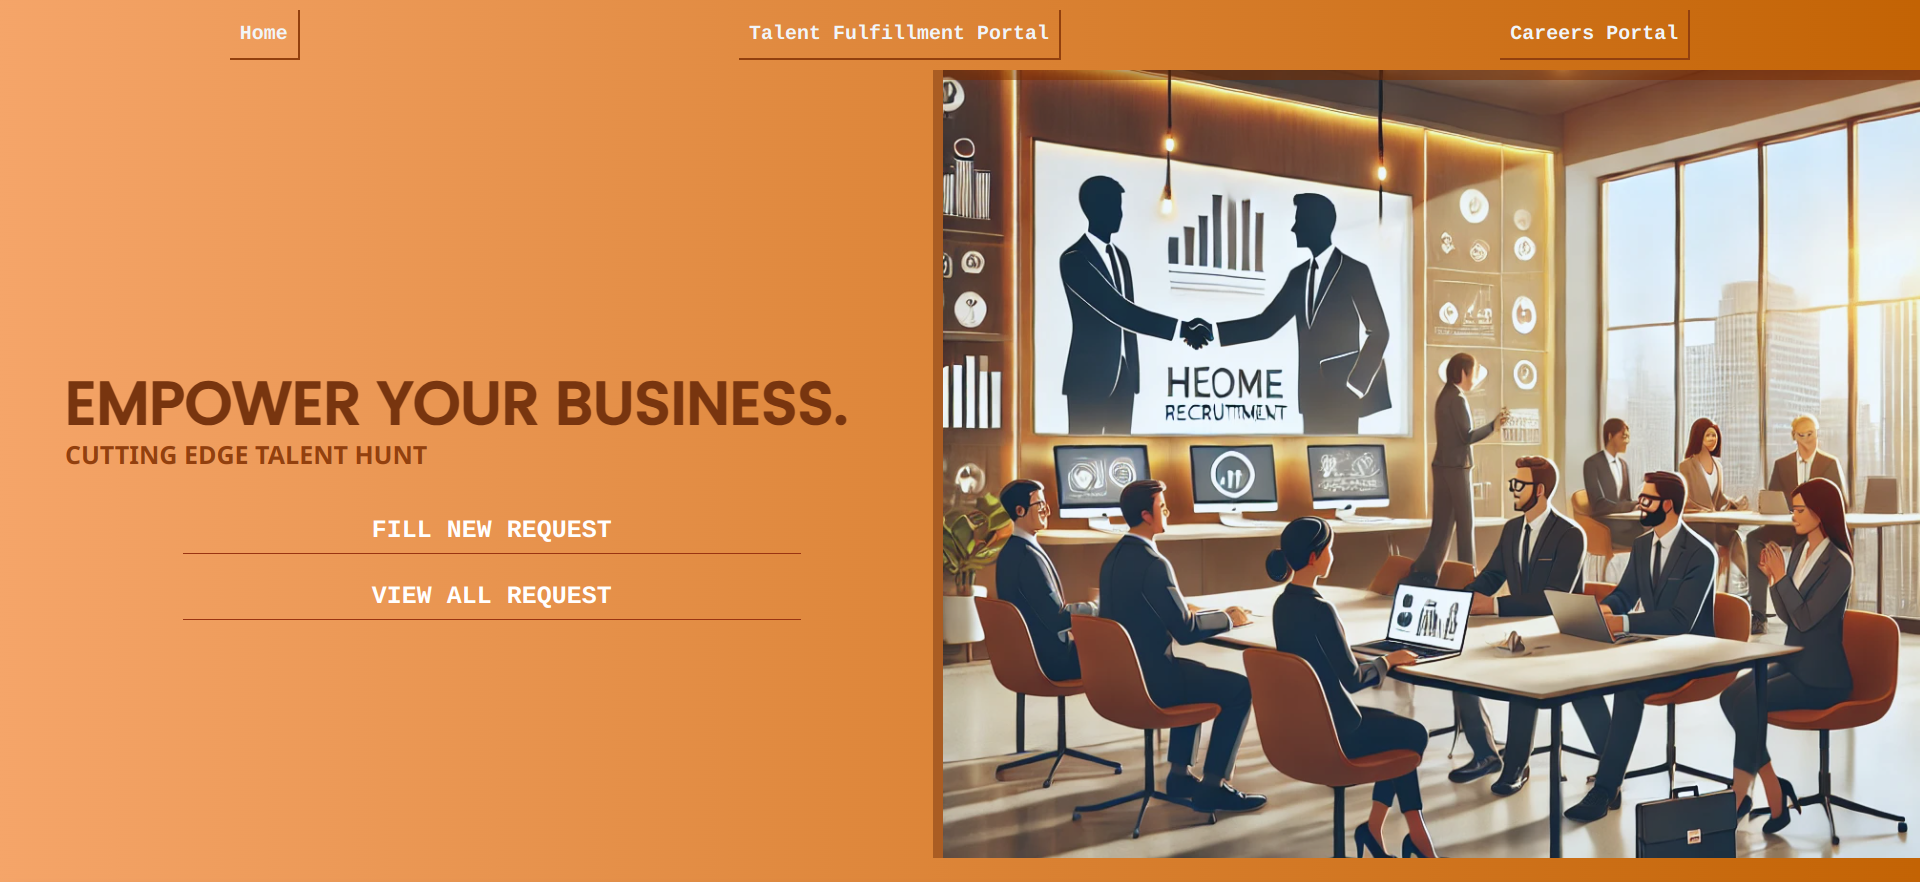 Home
Talent Fulfillment Portal
Careers Portal
HEOME
RECRUTTMENT
EMPOWER YOUR BUSINESS.
CUTTING EDGE TALENT HUNT
FILL NEW REQUEST
VIEW ALL REQUEST